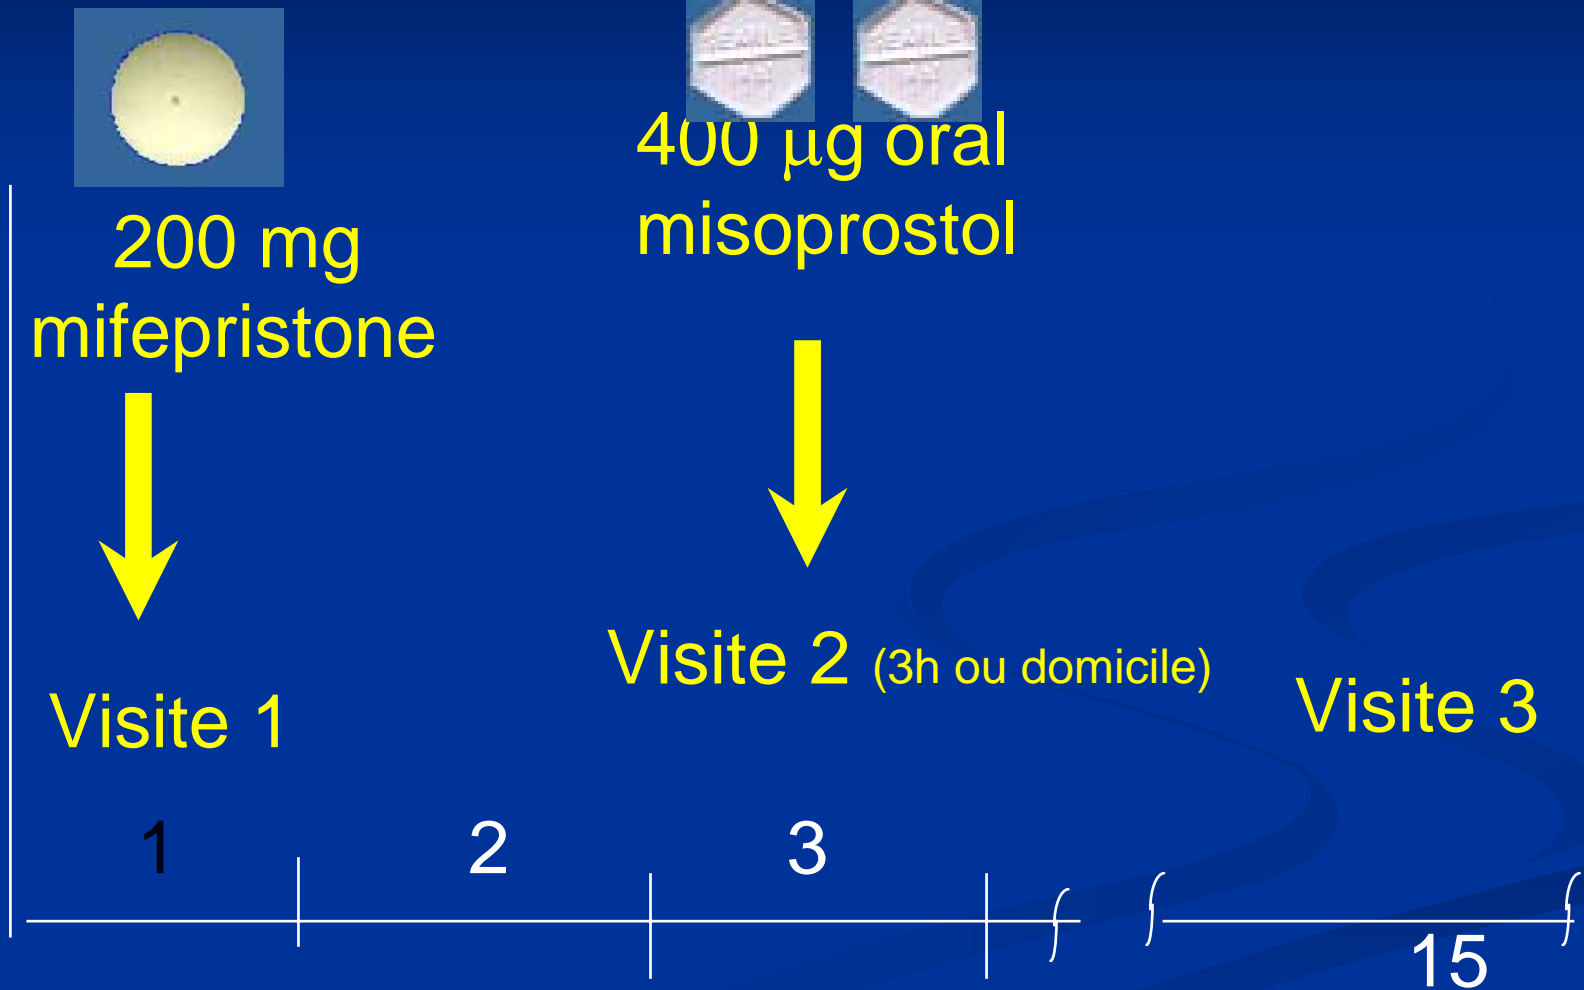 400 μg oral
misoprostol
200 mg
mifepristone
Visite 2 (3h ou domicile)
Visite 1
Visite 3
1
2
3
15